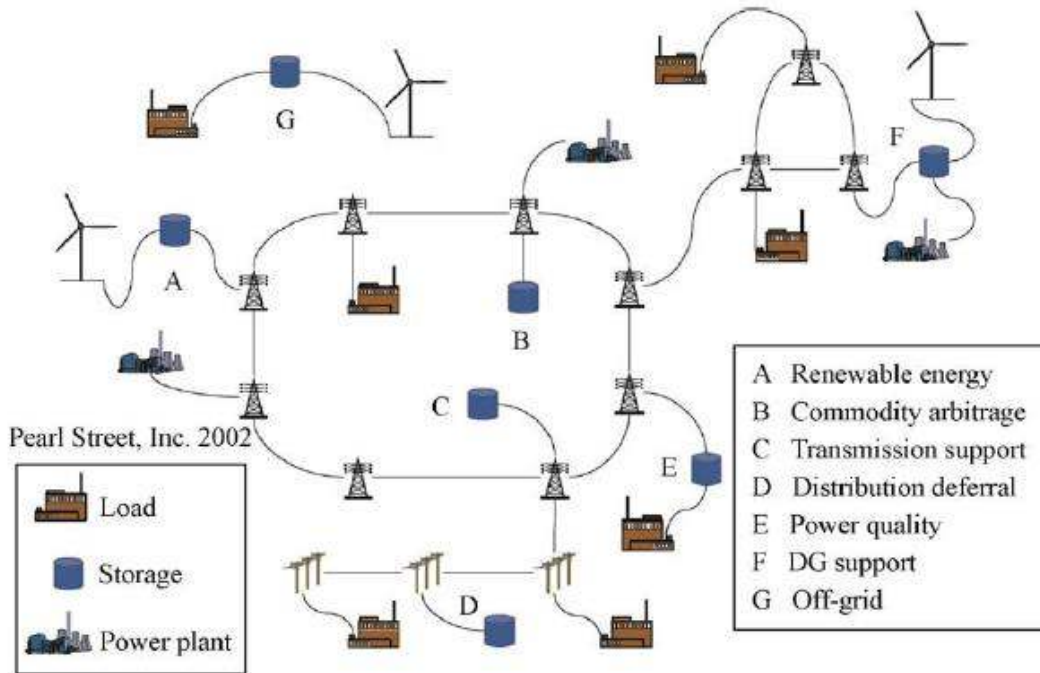 G
F
A
B
C
Pearl Street, Inc. 2002
E
D
Load
Storage
Power plant
A Renewable energy
B Commodity arbitrage
C Transmission support
D Distribution deferral
E Power quality
F DG support
G Off-grid